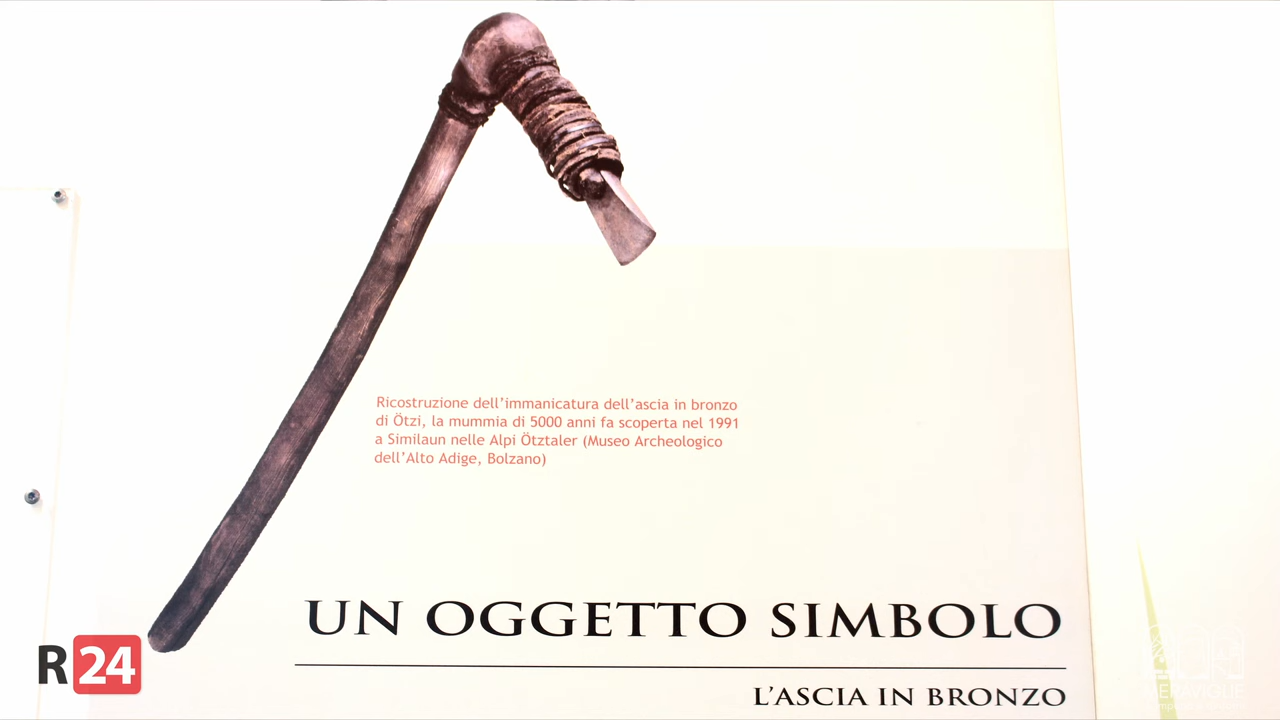 Ricostruzione dell'immanicatura dell'ascia in bronzo
di Ötzi, la mummia di 5000 anni fa scoperta nel 1991
a Similaun nelle Alpi Ötztaler (Museo Archeologico
dell'Alto Adige, Bolzano)
UN OGGETTO SIMBOLO
L'ASCIA IN BRONZO
R24
MERAVIGLIE